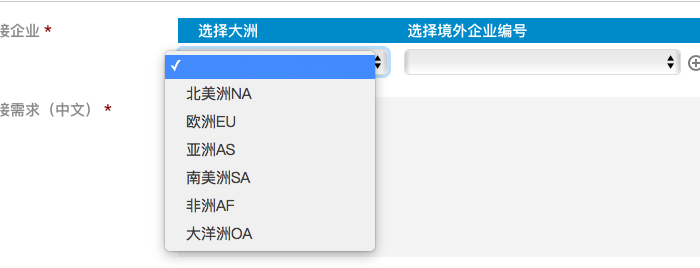 接企业 * 选择大洲 选择境外企业编号
✓
北美洲NA
接需求（中文） * 欧洲EU
亚洲AS
南美洲SA
非洲AF
大洋洲OA